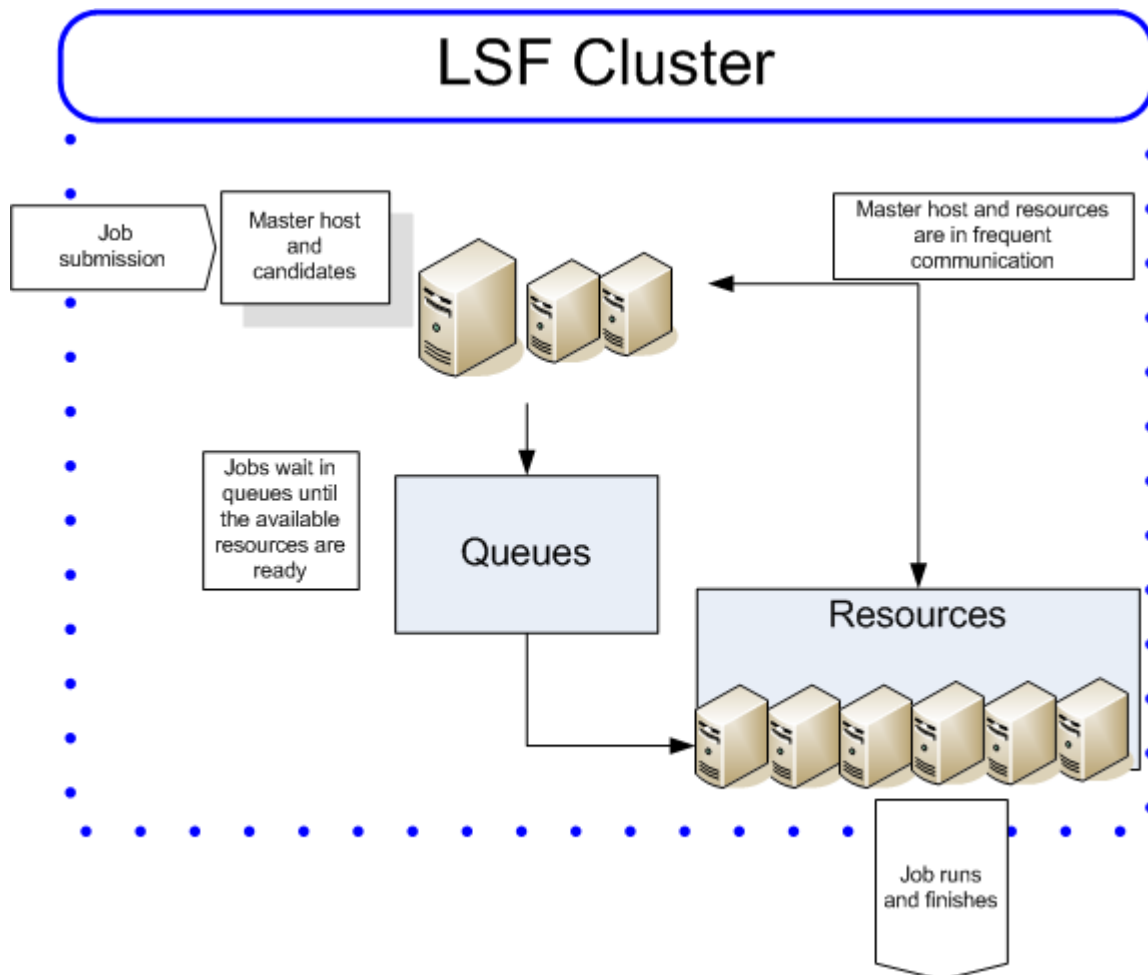 LSF Cluster
Job
submission
Master host
and
candidates
Master host and resources
are in frequent
communication
Jobs wait in
queues until
the available
resources are
ready
Queues
Resources
Job runs
and finishes